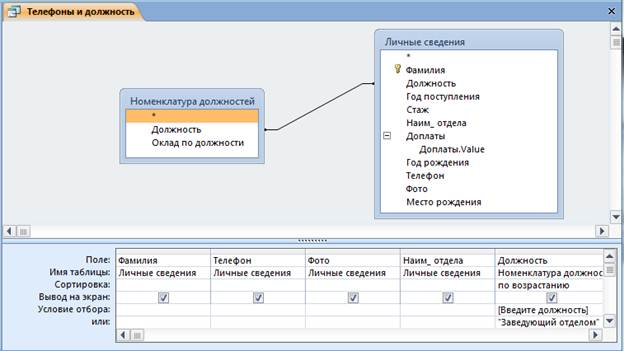 Телефоны и должность
Личные сведения
*
Фамилия
Должность
Год поступления
Стаж
Наим_ отдела
Доплаты
Доплаты.Value
Год рождения
Телефон
Фото
Место рождения
Номенклатура должностей
*
Должность
Оклад по должности
Поле: Фамилия Телефон Фото Наим_ отдела Должность
Имя таблицы: Личные сведения Личные сведения Личные сведения Личные сведения Номенклатура должнос
Сортировка: по возрастанию
Вывод на экран:
Условие отбора: [Введите должность]
или: "Заведующий отделом"